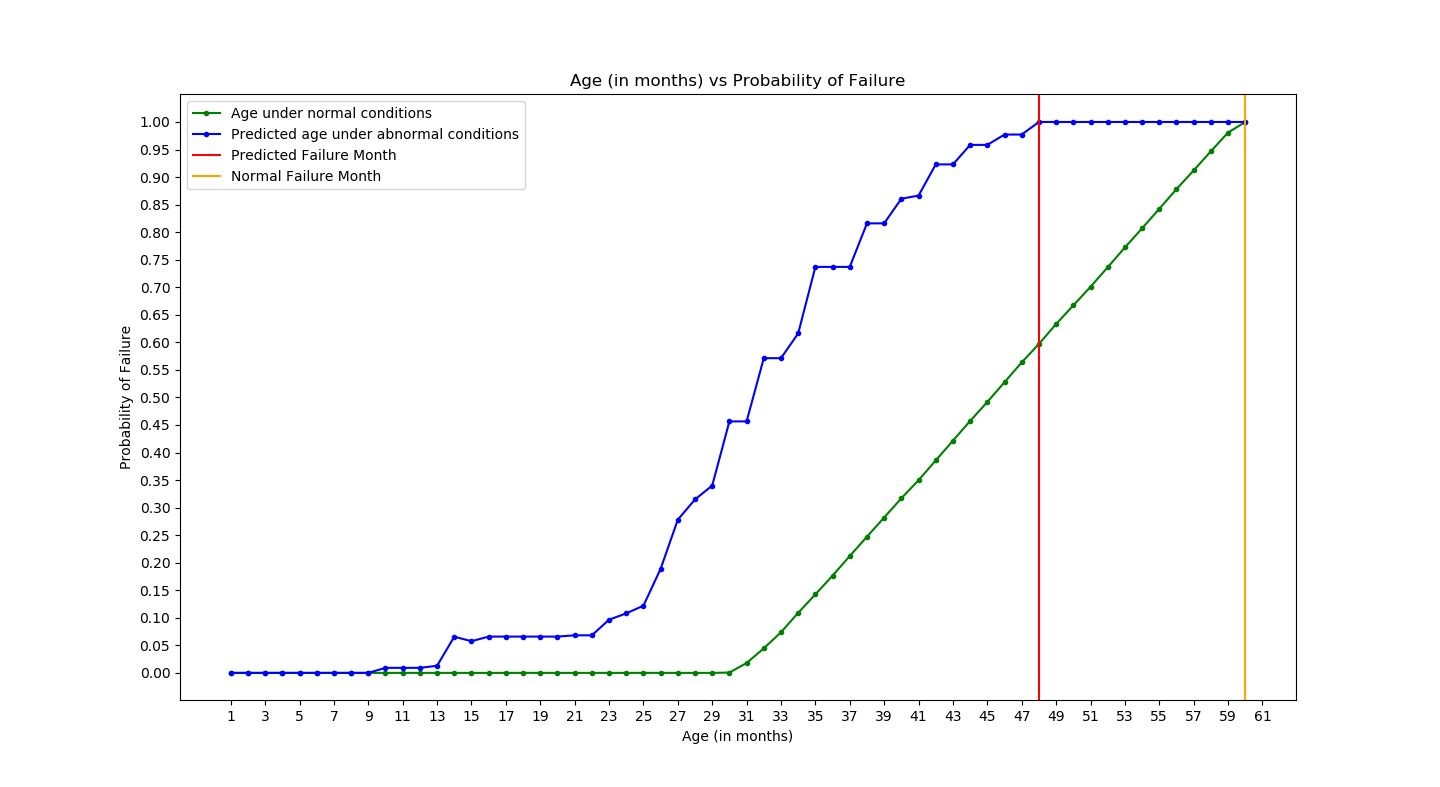 Age (in months) vs Probability of Failure
Age under normal conditions
Predicted age under abnormal conditions
Predicted Failure Month
Normal Failure Month
1.00
0.95
0.90
0.85
0.80
0.75
0.70
0.65
0.60
0.55
0.50
0.45
0.40
0.35
0.30
0.25
0.20
0.15
0.10
0.05
0.00
Probability of Failure
1 3 5 7 9 11 13 15 17 19 21 23 25 27 29 31 33 35 37 39 41 43 45 47 49 51 53 55 57 59 61
Age (in months)